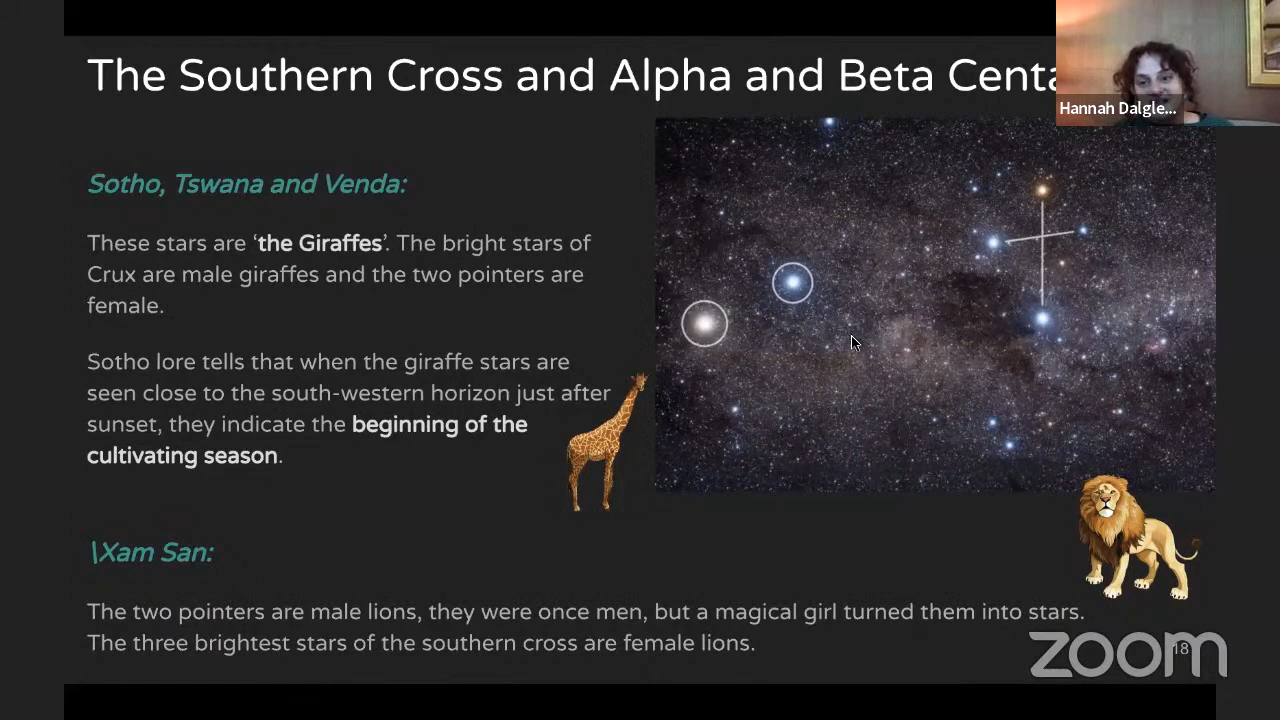 The Southern Cross and Alpha and Beta Centa
Hannah Dalgle...
Sotho, Tswana and Venda:
These stars are ‘the Giraffes’. The bright stars of
Crux are male giraffes and the two pointers are
female.
Sotho lore tells that when the giraffe stars are
seen close to the south-western horizon just after
sunset, they indicate the beginning of the
cultivating season.
\Xam San:
The two pointers are male lions, they were once men, but a magical girl turned them into stars.
The three brightest stars of the southern cross are female lions.
zoom
18